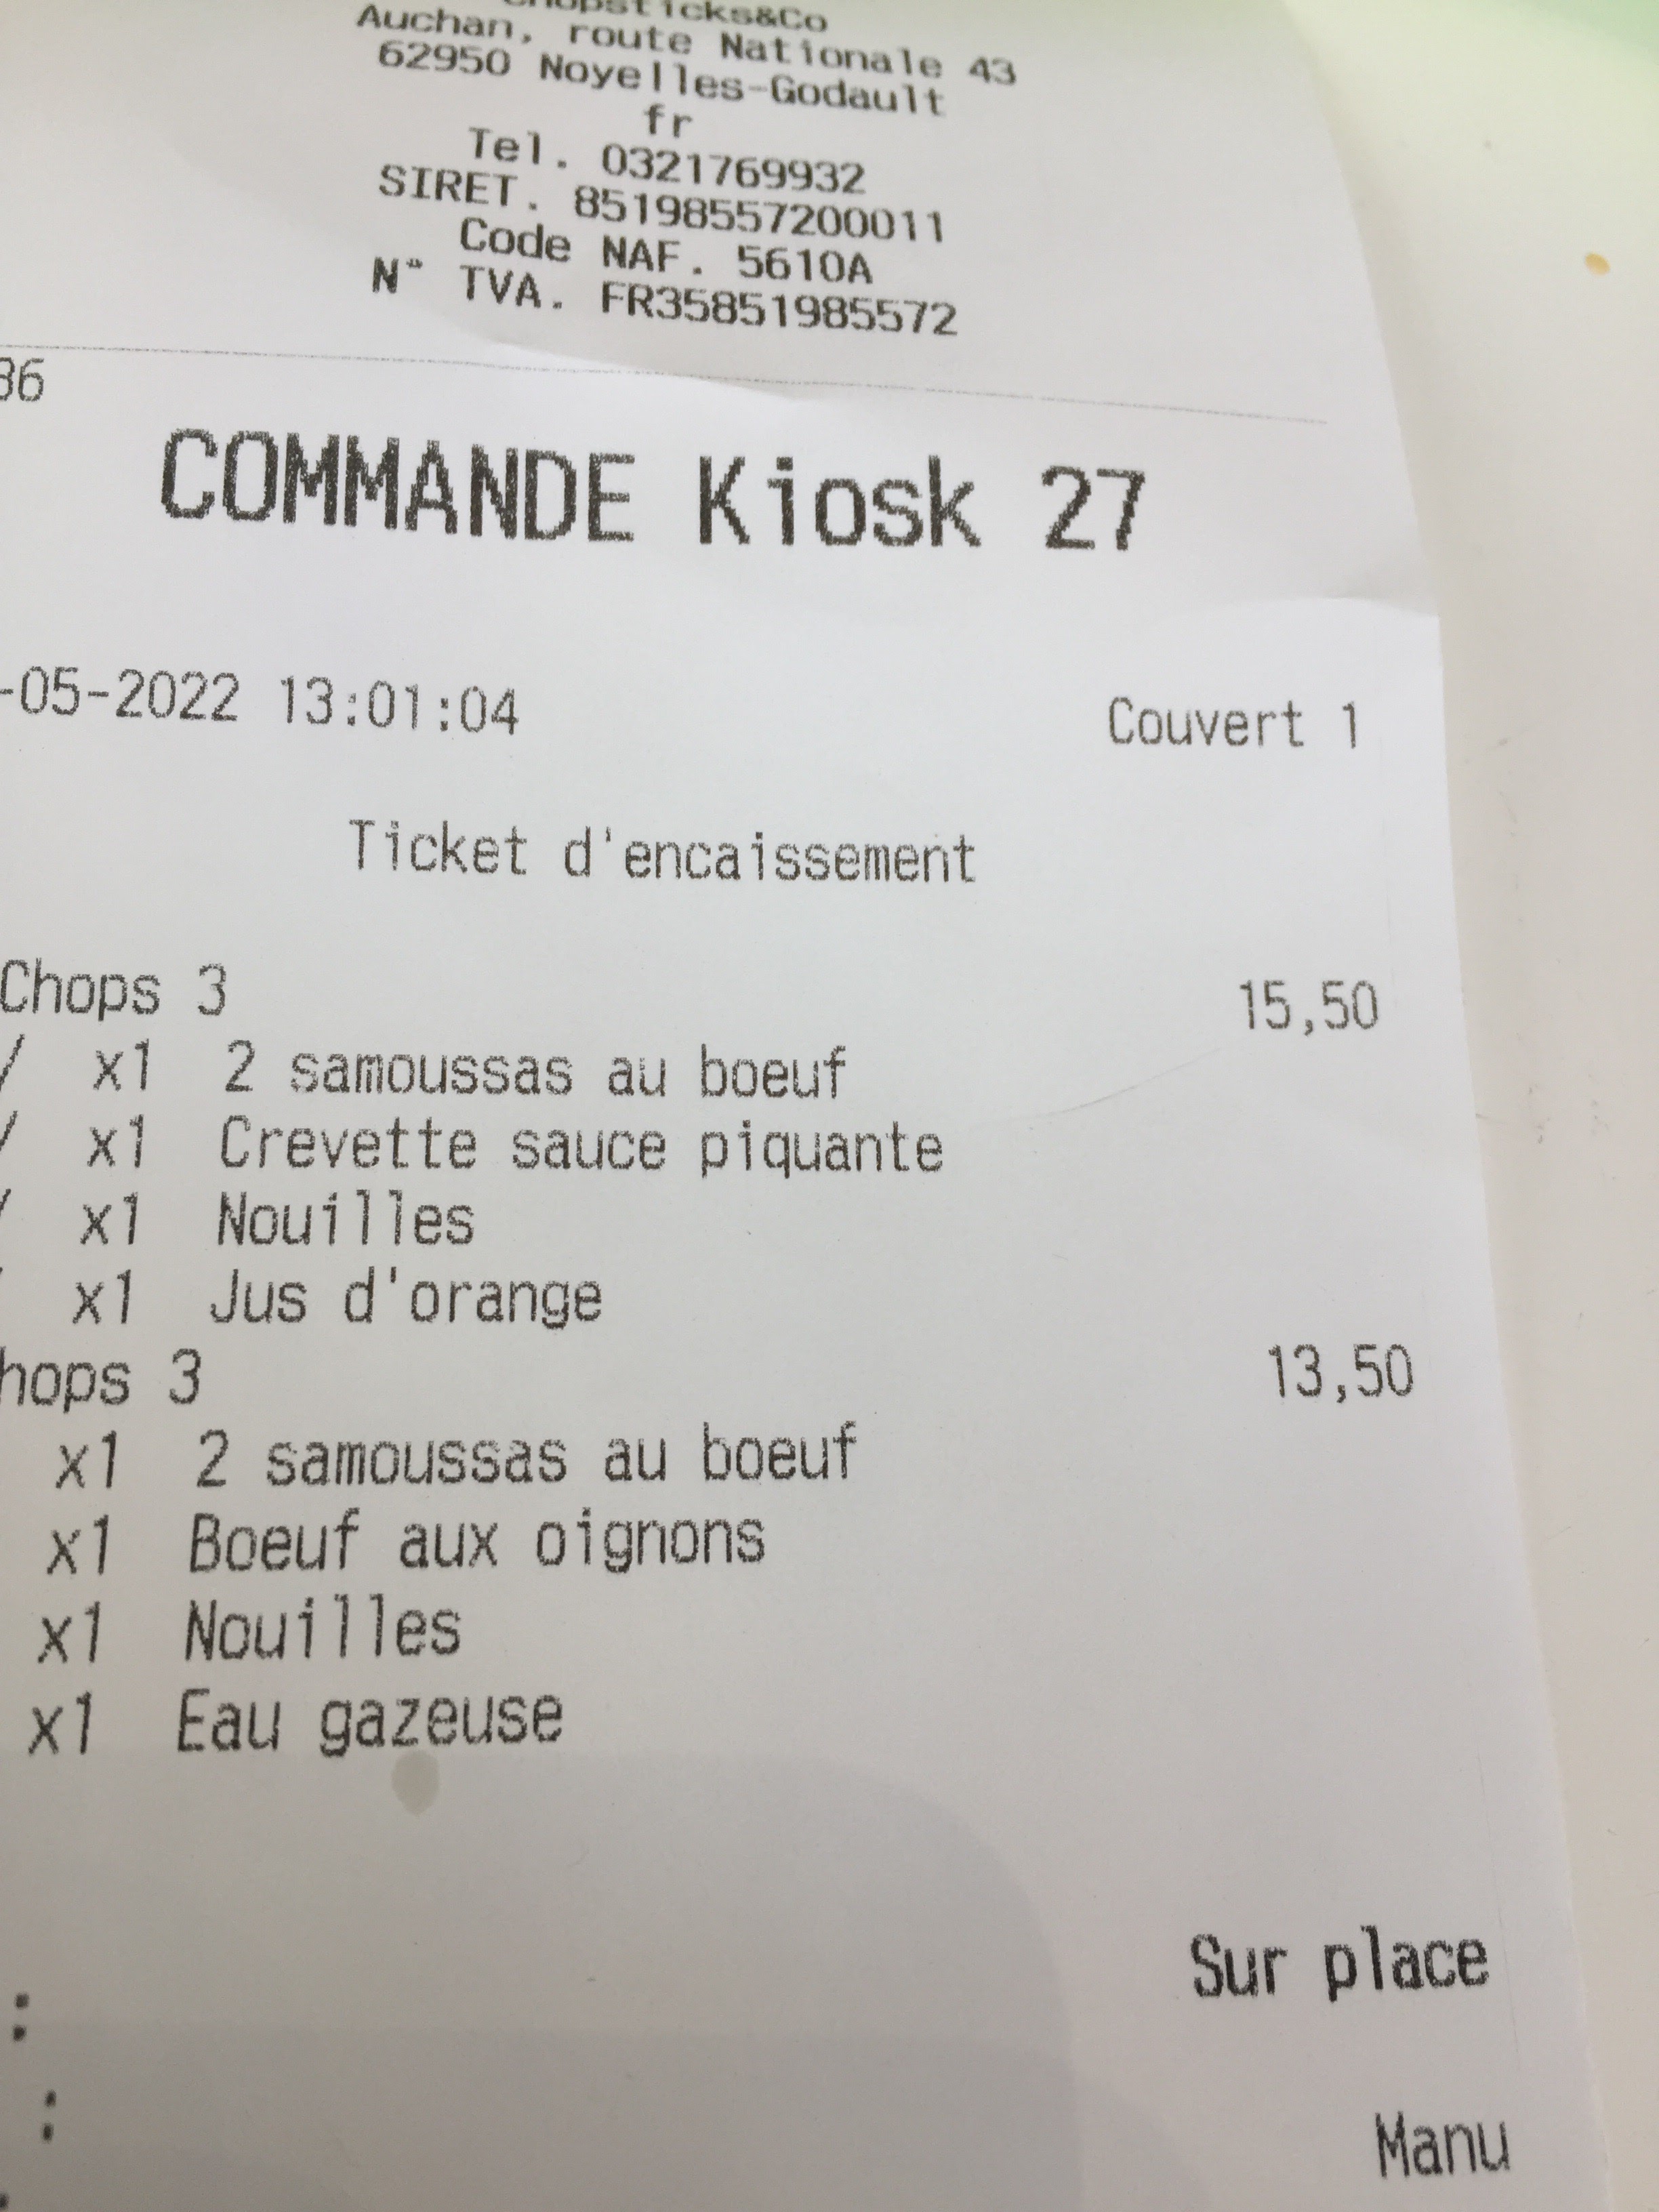 Chopsticks&Co
Auchan, route Nationale 43
62950 Noyelles-Godault
fr
Tel. 0321769932
SIRET. 85198557200011
Code NAF. 5610A
N° TVA. FR35851985572
36
COMMANDE Kiosk 27
-05-2022 13:01:04 Couvert 1
Ticket d'encaissement
Chops 3 15,50
/ x1 2 samoussas au boeuf
/ x1 Crevette sauce piquante
/ x1 Nouilles
x1 Jus d'orange
hops 3 13,50
x1 2 samoussas au boeuf
x1 Boeuf aux oignons
x1 Nouilles
x1 Eau gazeuse
Sur place
:
: Manu